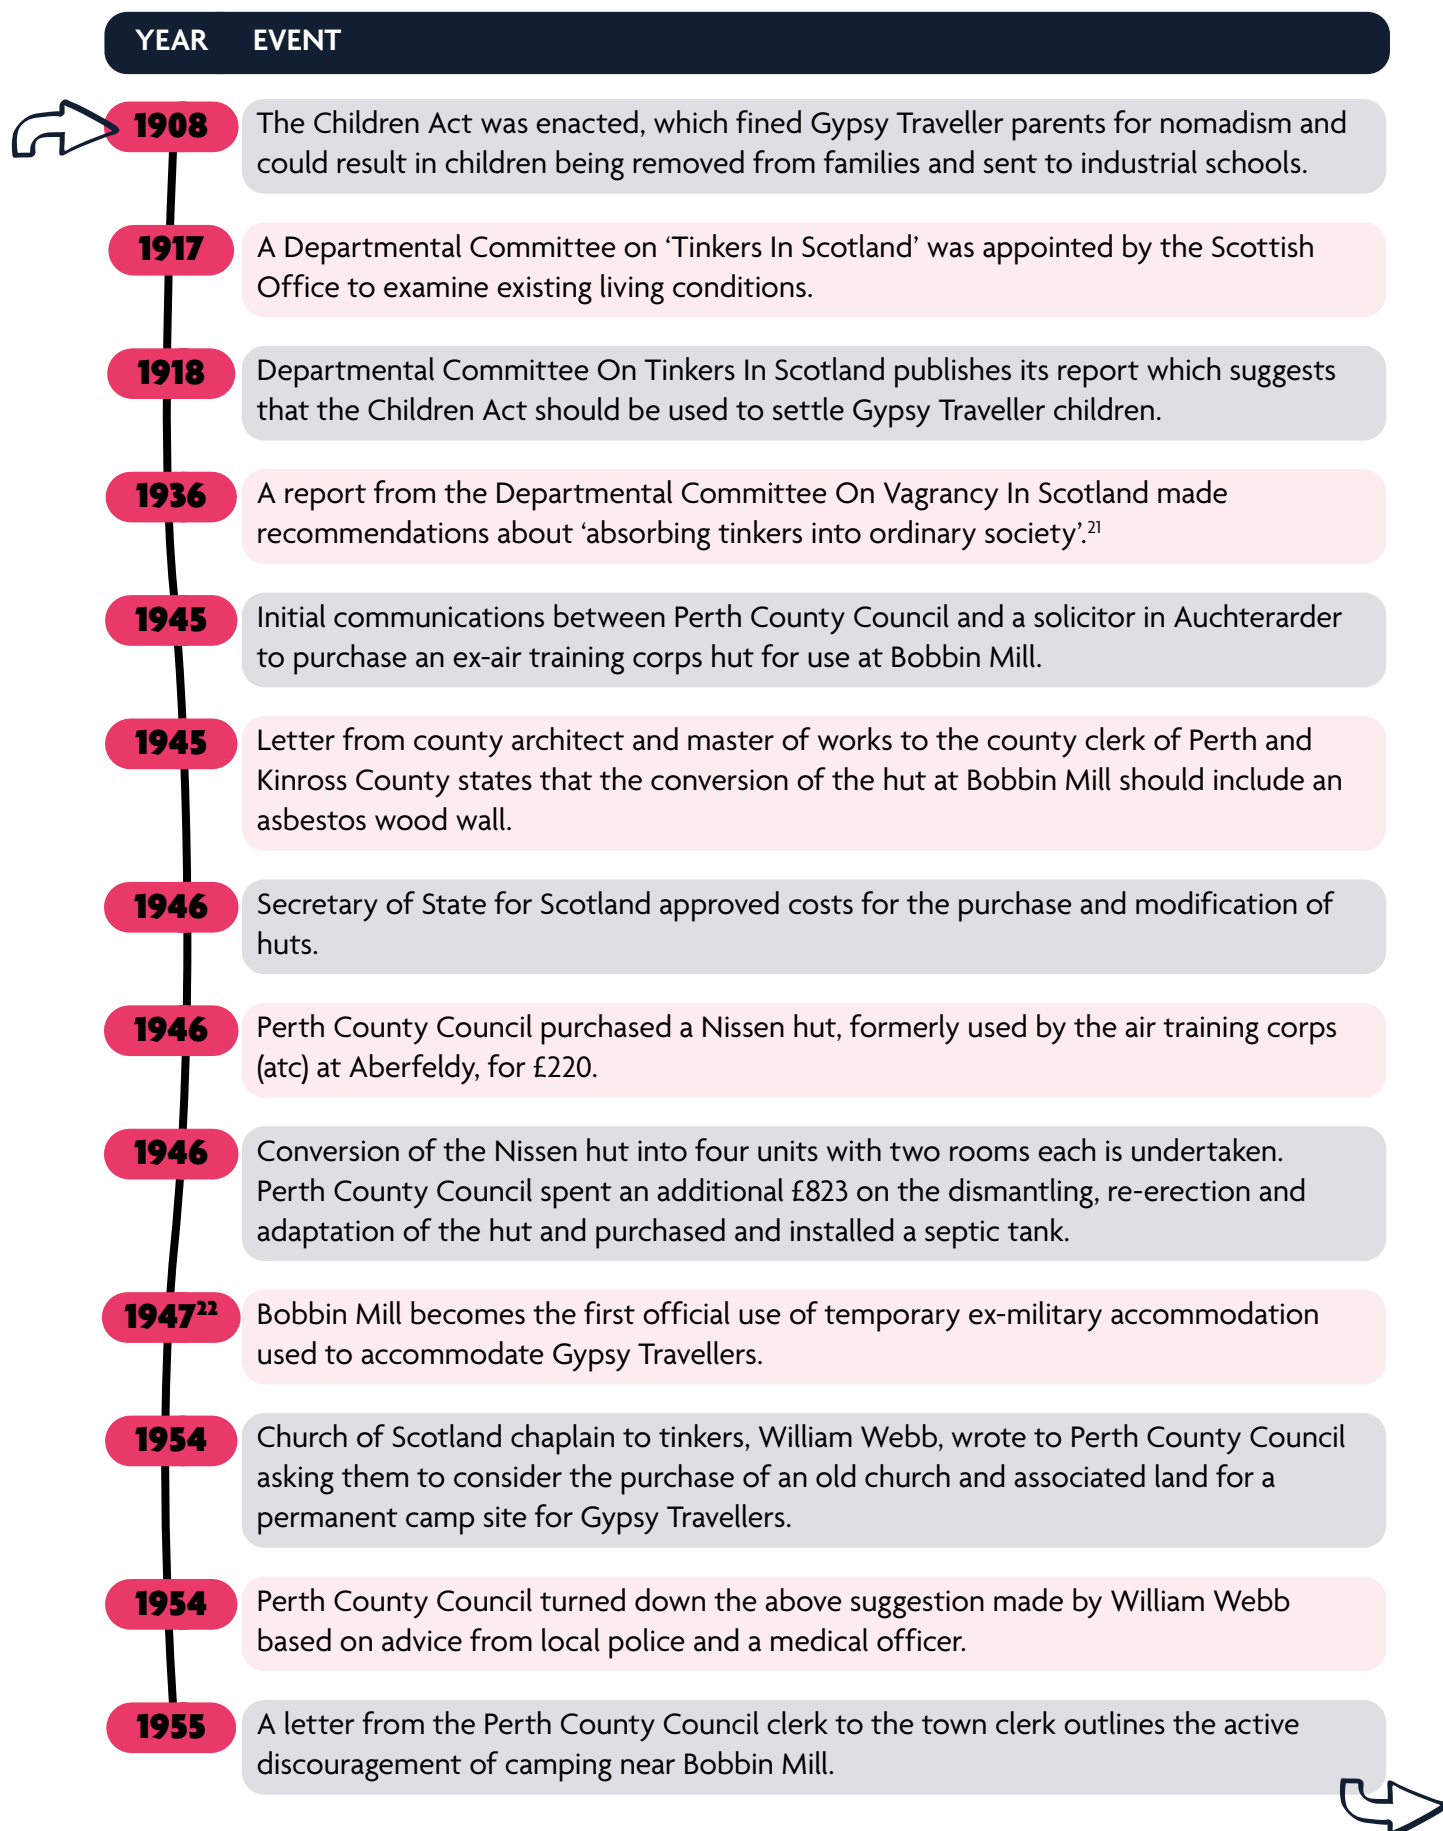 YEAR EVENT
1908 The Children Act was enacted, which fined Gypsy Traveller parents for nomadism and
could result in children being removed from families and sent to industrial schools.
1917 A Departmental Committee on ‘Tinkers In Scotland’ was appointed by the Scottish
Office to examine existing living conditions.
1918 Departmental Committee On Tinkers In Scotland publishes its report which suggests
that the Children Act should be used to settle Gypsy Traveller children.
1936 A report from the Departmental Committee On Vagrancy In Scotland made
recommendations about ‘absorbing tinkers into ordinary society’.21
1945 Initial communications between Perth County Council and a solicitor in Auchterarder
to purchase an ex-air training corps hut for use at Bobbin Mill.
1945 Letter from county architect and master of works to the county clerk of Perth and
Kinross County states that the conversion of the hut at Bobbin Mill should include an
asbestos wood wall.
1946 Secretary of State for Scotland approved costs for the purchase and modification of
huts.
1946 Perth County Council purchased a Nissen hut, formerly used by the air training corps
(atc) at Aberfeldy, for £220.
1946 Conversion of the Nissen hut into four units with two rooms each is undertaken.
Perth County Council spent an additional £823 on the dismantling, re-erection and
adaptation of the hut and purchased and installed a septic tank.
194722 Bobbin Mill becomes the first official use of temporary ex-military accommodation
used to accommodate Gypsy Travellers.
1954 Church of Scotland chaplain to tinkers, William Webb, wrote to Perth County Council
asking them to consider the purchase of an old church and associated land for a
permanent camp site for Gypsy Travellers.
1954 Perth County Council turned down the above suggestion made by William Webb
based on advice from local police and a medical officer.
1955 A letter from the Perth County Council clerk to the town clerk outlines the active
discouragement of camping near Bobbin Mill.